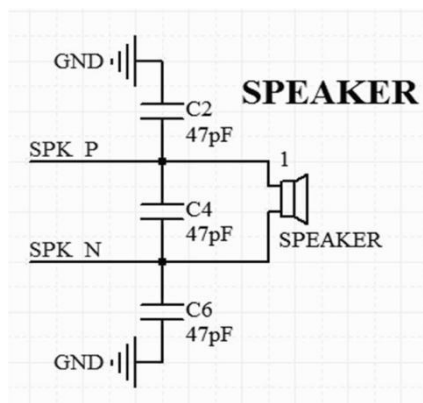 GND
C2
SPEAKER
47pF
SPK_P
1
C4
47pF
SPK_N
SPEAKER
C6
47pF
GND